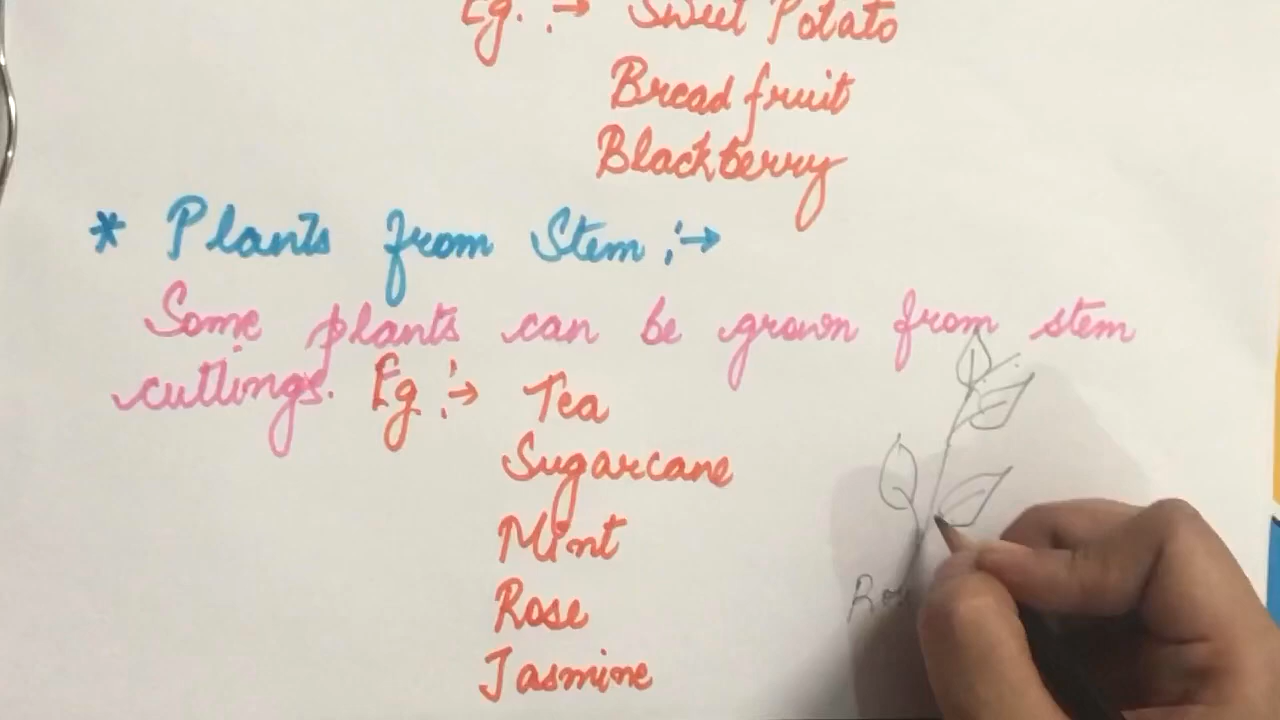 Eg. :→ Sweet Potato
Bread fruit
Blackberry
* Plants from Stem :→
Some plants can be grown from stem
cuttings. Eg :→ Tea
Sugarcane
Mint
Rose
Jasmine